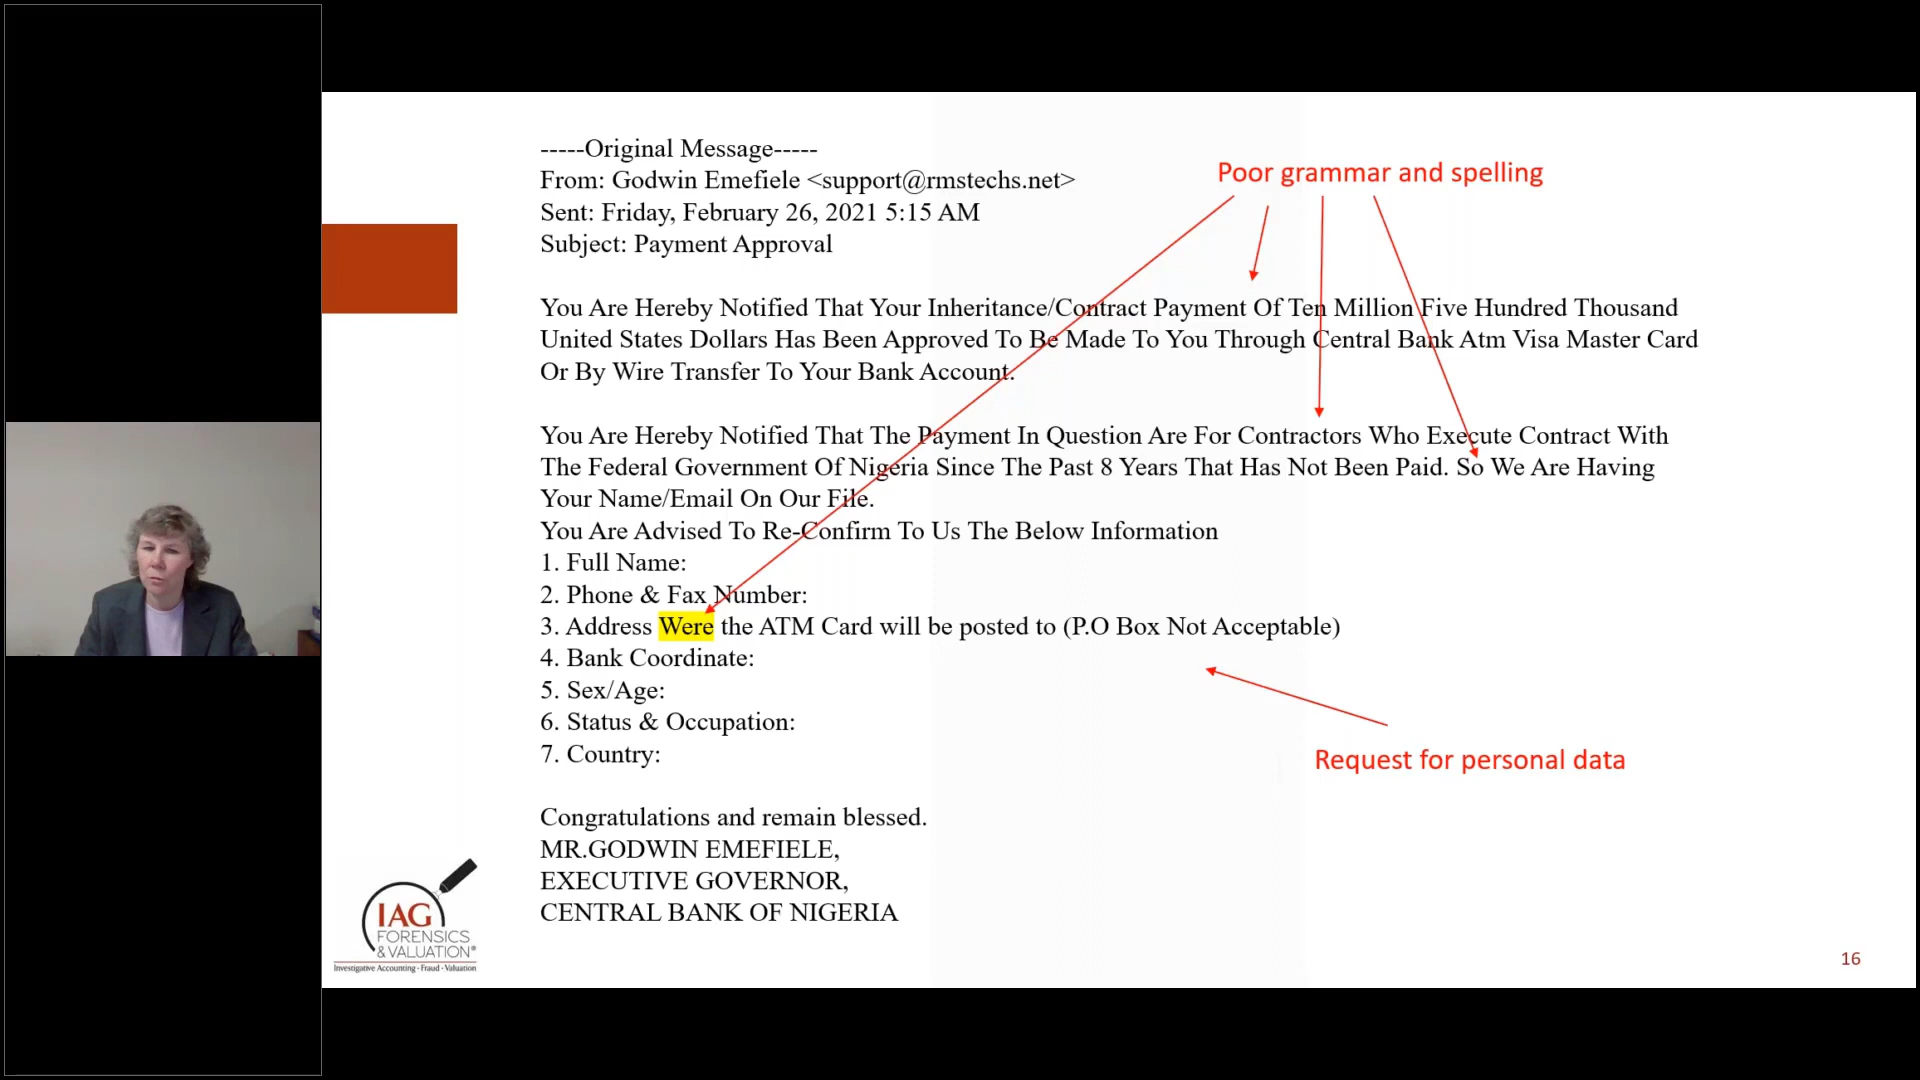 -----Original Message-----
From: Godwin Emefiele <support@rmstechs.net>
Sent: Friday, February 26, 2021 5:15 AM
Subject: Payment Approval
Poor grammar and spelling
You Are Hereby Notified That Your Inheritance/Contract Payment Of Ten Million Five Hundred Thousand
United States Dollars Has Been Approved To Be Made To You Through Central Bank Atm Visa Master Card
Or By Wire Transfer To Your Bank Account.
You Are Hereby Notified That The Payment In Question Are For Contractors Who Execute Contract With
The Federal Government Of Nigeria Since The Past 8 Years That Has Not Been Paid. So We Are Having
Your Name/Email On Our File.
You Are Advised To Re-Confirm To Us The Below Information
1. Full Name:
2. Phone & Fax Number:
3. Address Were the ATM Card will be posted to (P.O Box Not Acceptable)
4. Bank Coordinate:
5. Sex/Age:
6. Status & Occupation:
7. Country:
Request for personal data
Congratulations and remain blessed.
MR.GODWIN EMEFIELE,
EXECUTIVE GOVERNOR,
CENTRAL BANK OF NIGERIA
IAG
FORENSICS
& VALUATION®
Investigative Accounting · Fraud · Valuation
16